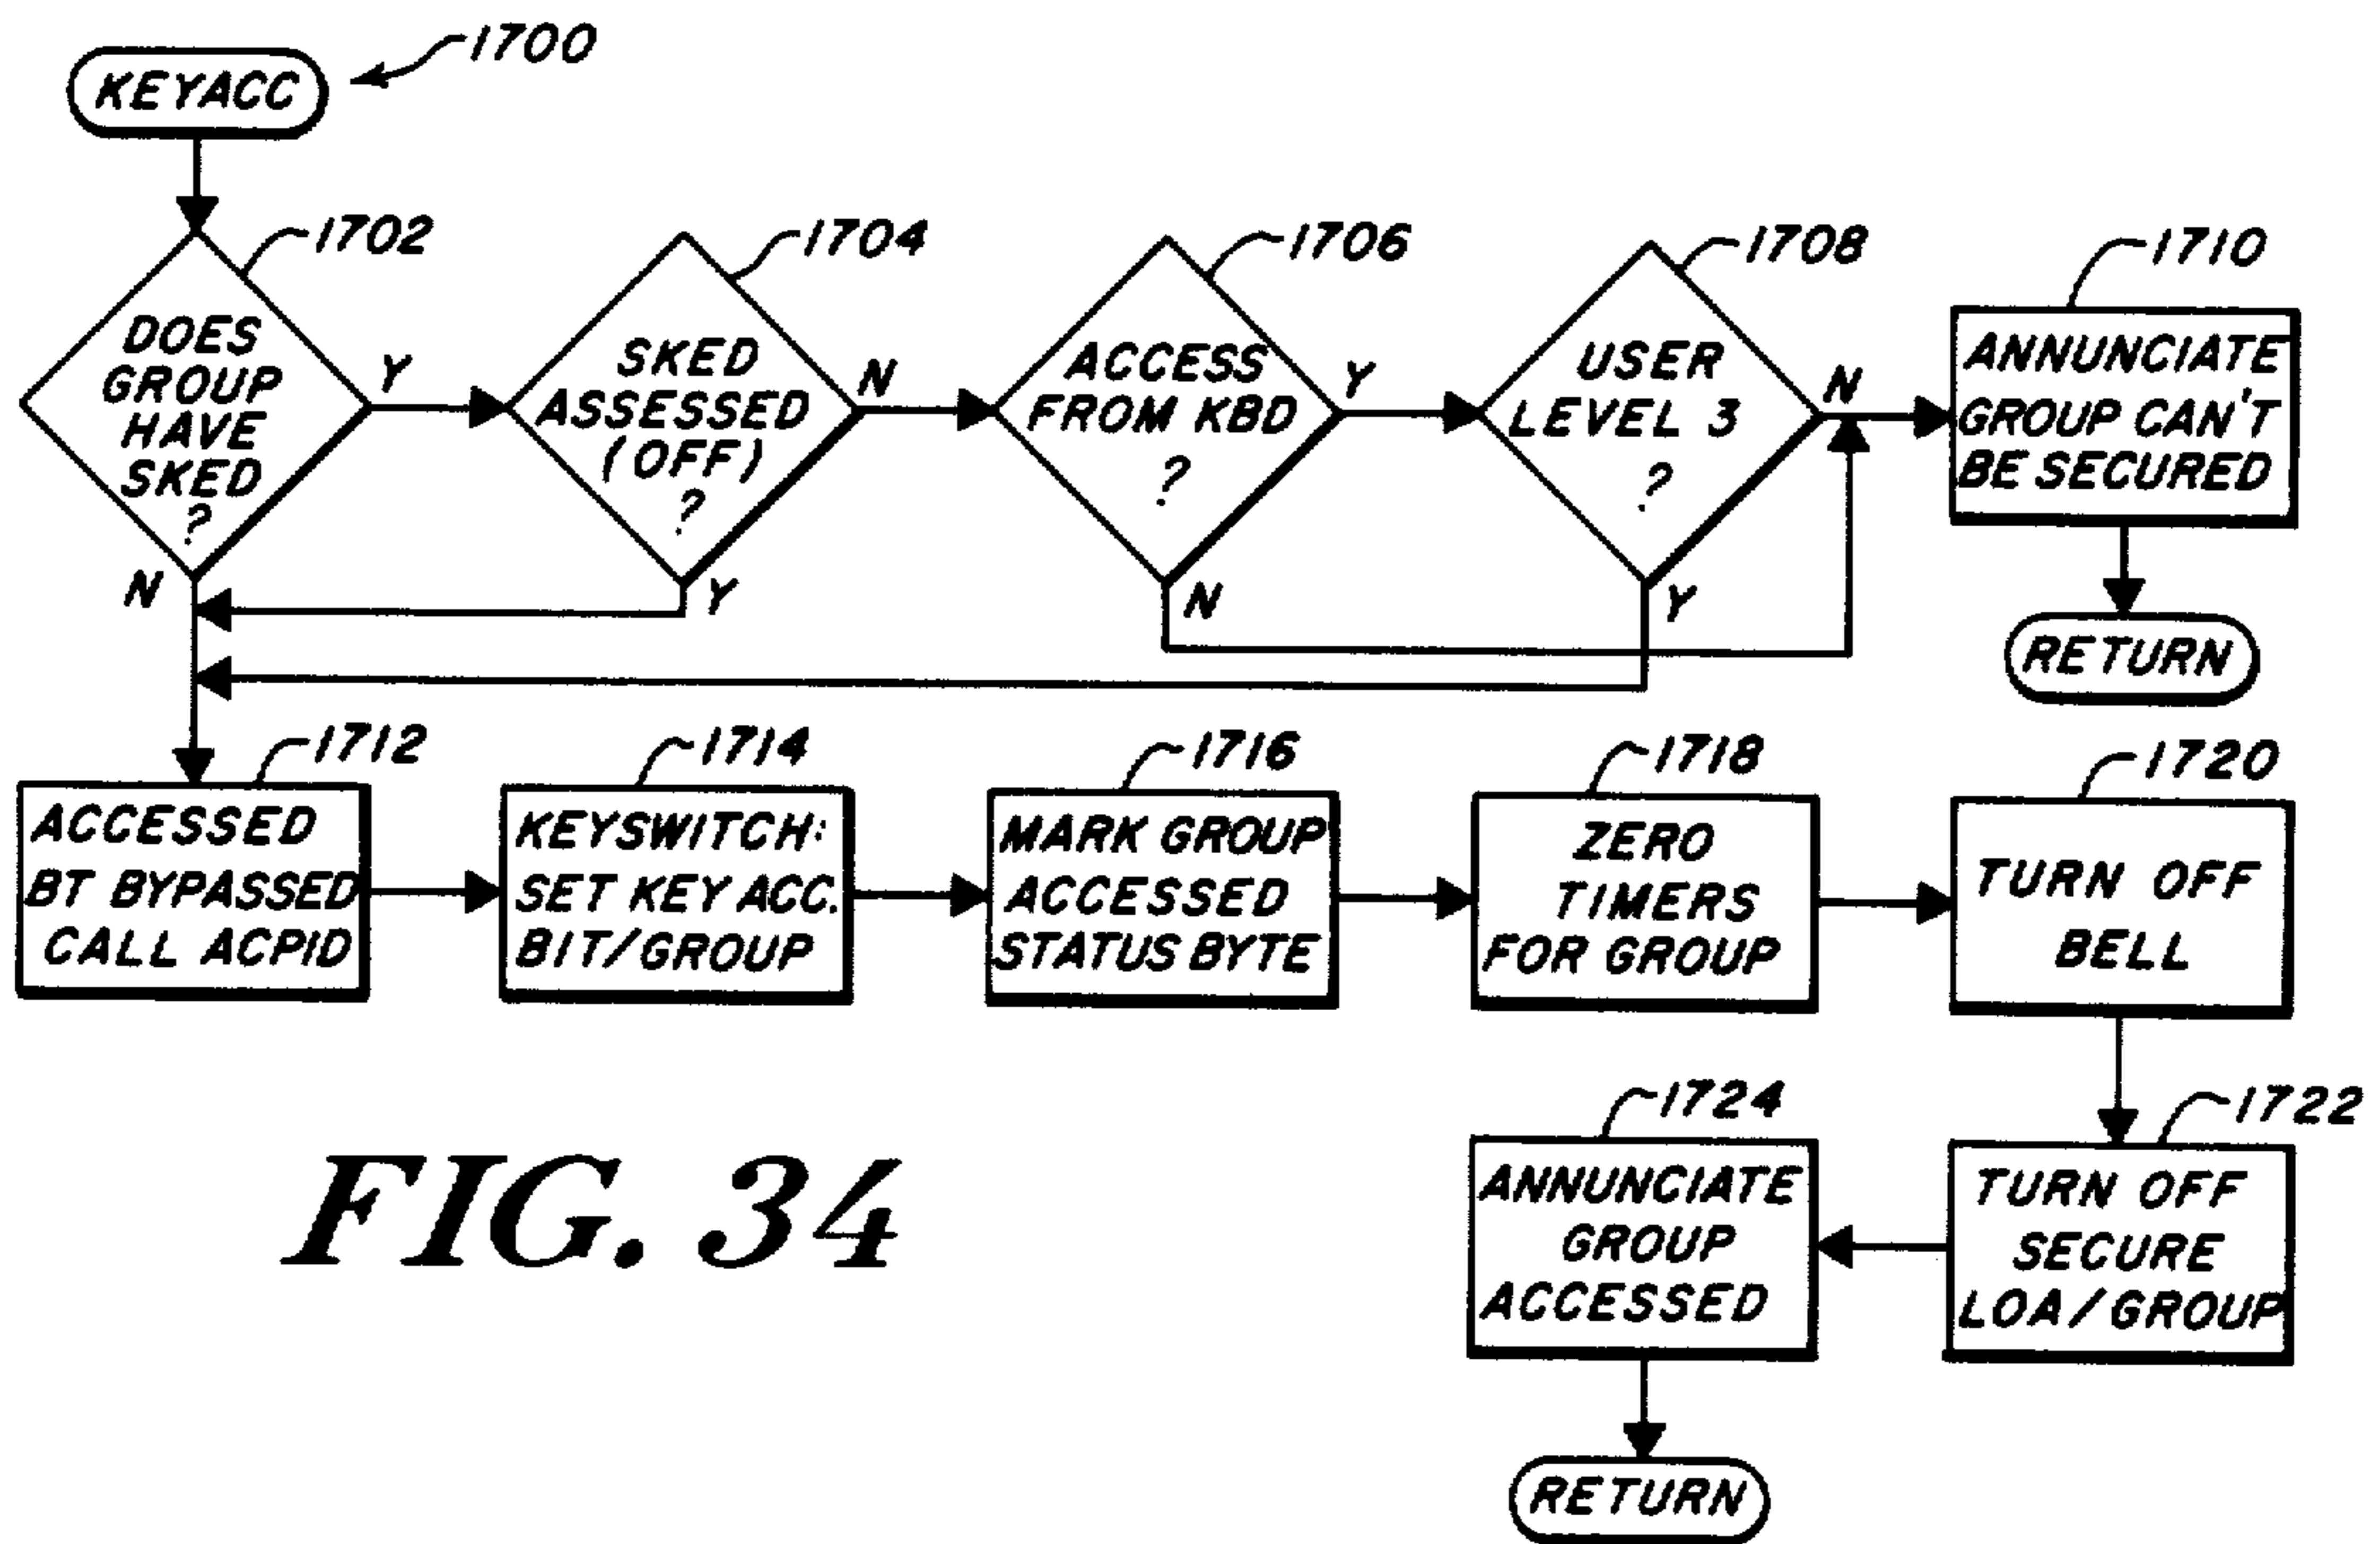 KEYACC
1700
1702
DOES
GROUP
HAVE
SKED
?
Y
N
1704
SKED
ASSESSED
(OFF)
?
N
Y
1706
ACCESS
FROM KBD
?
Y
N
1708
USER
LEVEL 3
?
N
Y
1710
ANNUNCIATE
GROUP CAN'T
BE SECURED
RETURN
1712
ACCESSED
BT BYPASSED
CALL ACPID
1714
KEYSWITCH:
SET KEY ACC.
BIT/GROUP
1716
MARK GROUP
ACCESSED
STATUS BYTE
1718
ZERO
TIMERS
FOR GROUP
1720
TURN OFF
BELL
1722
TURN OFF
SECURE
LOA/GROUP
1724
ANNUNCIATE
GROUP
ACCESSED
RETURN
FIG. 34